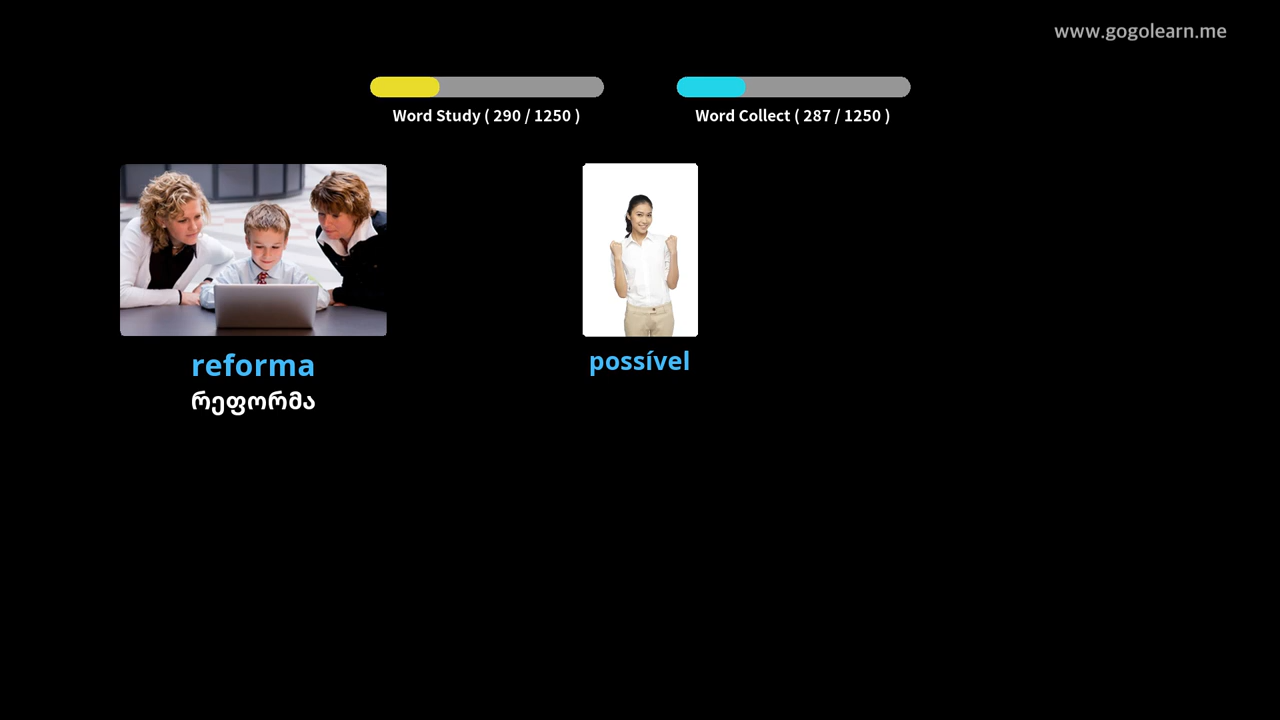 www.gogolearn.me
Word Study ( 290 / 1250 )
Word Collect ( 287 / 1250 )
reforma
რეფორმა
possível